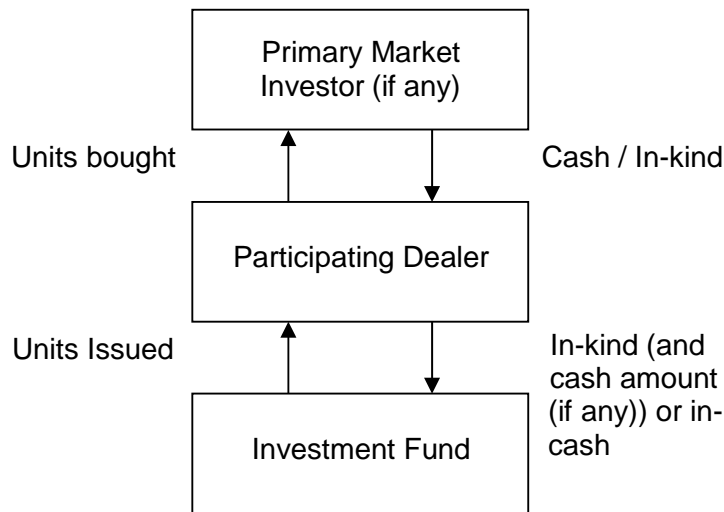 Primary Market
Investor (if any)
Units bought
Cash / In-kind
Participating Dealer
Units Issued
In-kind (and
cash amount
(if any)) or in-
cash
Investment Fund